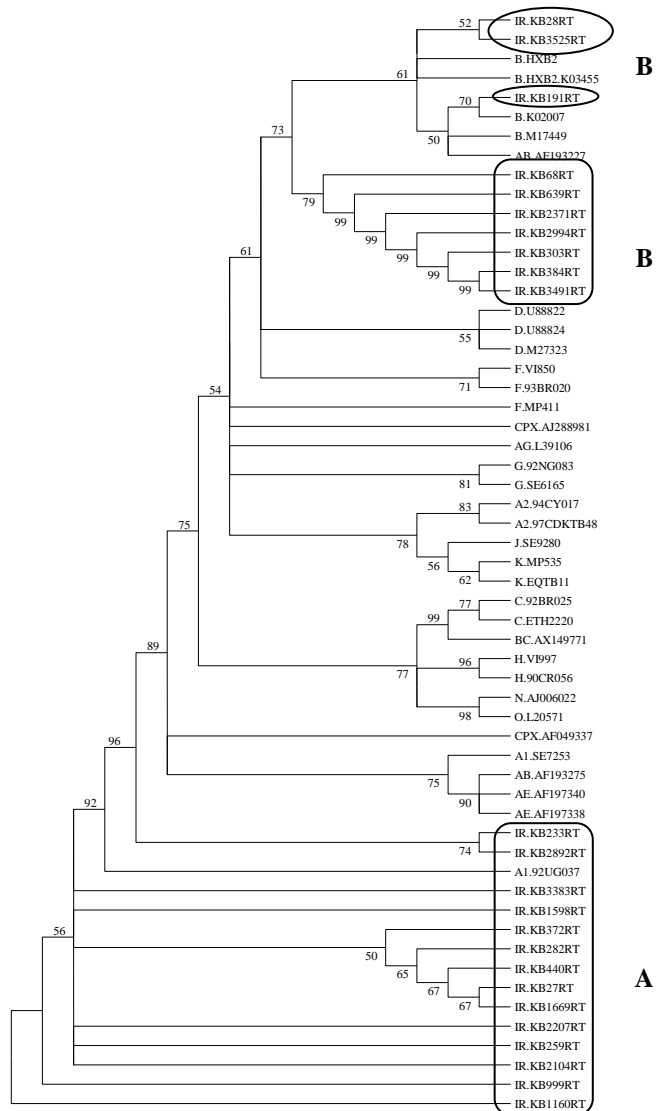 52
IR.KB28RT
IR.KB3525RT
B.HXB2
61
B
B.HXB2.K03455
IR.KB191RT
70
B.K02007
73
B.M17449
50
AB.AF193227
IR.KB68RT
79
IR.KB639RT
99
IR.KB2371RT
99
IR.KB2994RT
61
B
IR.KB303RT
99
IR.KB384RT
99
IR.KB3491RT
D.U88822
D.U88824
55
D.M27323
F.VI850
71
F.93BR020
54
F.MP411
CPX.AJ288981
AG.L39106
G.92NG083
81
G.SE6165
A2.94CY017
83
A2.97CDKTB48
75
78
J.SE9280
56
K.MP535
62
K.EQTB11
C.92BR025
77
C.ETH2220
99
BC.AX149771
89
H.VI997
96
77
H.90CR056
N.AJ006022
98
O.L20571
CPX.AF049337
96
A1.SE7253
75
AB.AF193275
AE.AF197340
90
92
AE.AF197338
IR.KB233RT
74
IR.KB2892RT
A1.92UG037
IR.KB3383RT
IR.KB1598RT
56
IR.KB372RT
50
IR.KB282RT
65
IR.KB440RT
67
A
IR.KB27RT
67
IR.KB1669RT
IR.KB2207RT
IR.KB259RT
IR.KB2104RT
IR.KB999RT
IR.KB1160RT